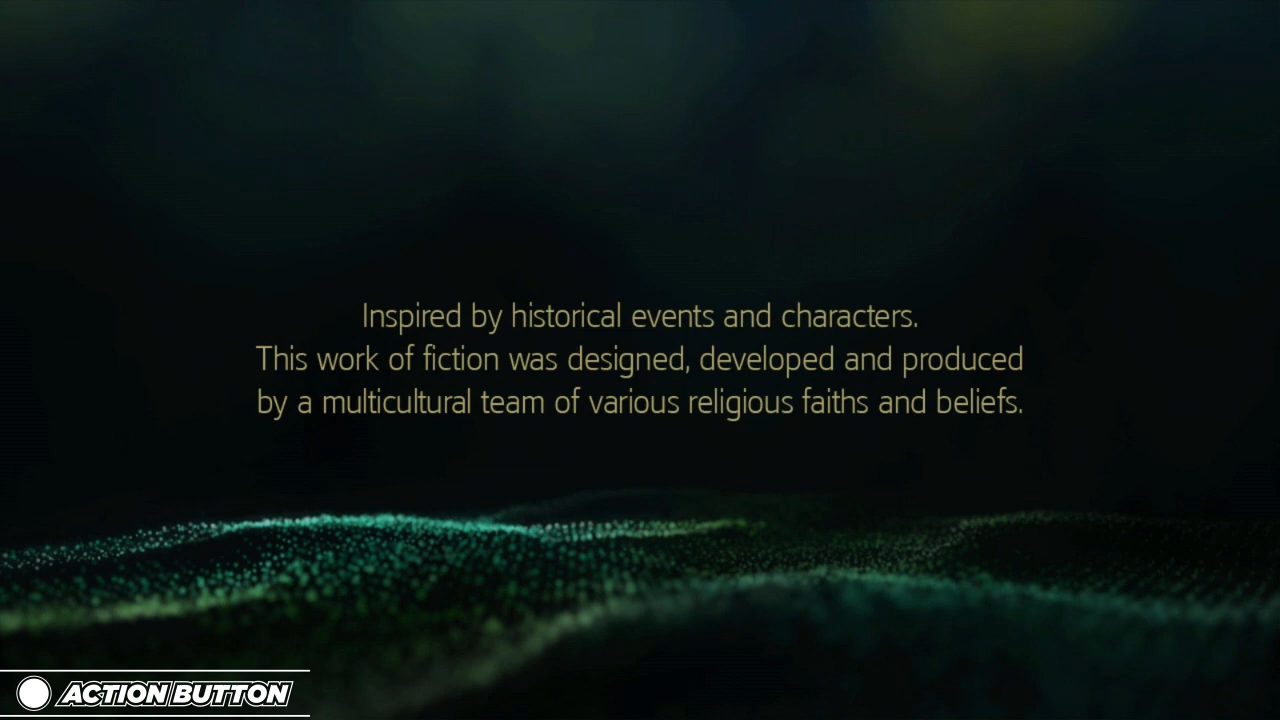 Inspired by historical events and characters.
This work of fiction was designed, developed and produced
by a multicultural team of various religious faiths and beliefs.
ACTION BUTTON